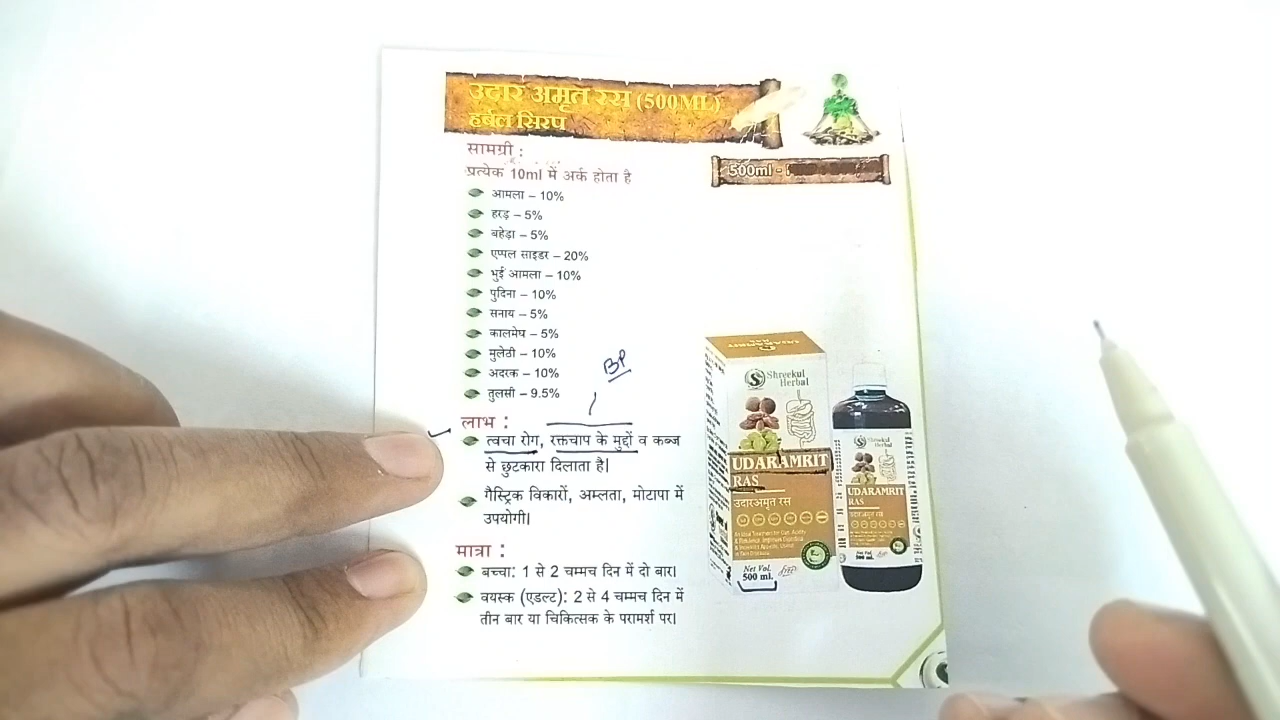 उदार अमृत रस (500ML)
हर्बल सिरप
सामग्री :
प्रत्येक 10ml में अर्क होता है
आमला – 10%
हरड़ – 5%
बहेड़ा – 5%
एप्पल साइडर – 20%
भुई आमला – 10%
पुदिना – 10%
सनाय – 5%
कालमेघ – 5%
मुलेठी – 10%
अदरक – 10%
तुलसी – 9.5%
BP
लाभ :
त्वचा रोग, रक्तचाप के मुद्दों व कब्ज
से छुटकारा दिलाता है।
गैस्ट्रिक विकारों, अम्लता, मोटापा में
उपयोगी।
मात्रा :
बच्चा: 1 से 2 चम्मच दिन में दो बार।
वयस्क (एडल्ट): 2 से 4 चम्मच दिन में
तीन बार या चिकित्सक के परामर्श पर।
500ml -
Shreekul
Herbal
UDARAMRIT
RAS
उदारअमृत रस
Net Vol.
500 ml.
Shreekul
Herbal
UDARAMRIT
RAS
उदारअमृत रस
Net Vol.
500 ml.